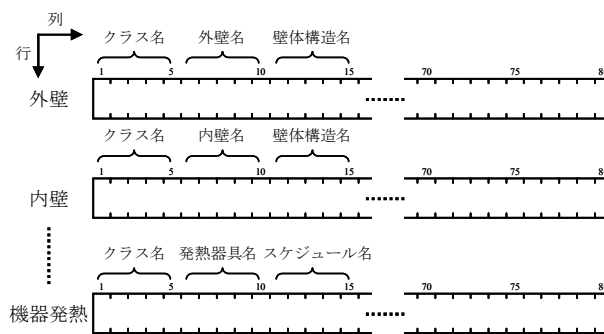 列
行
クラス名 外壁名 壁体構造名
1 5 10 15 70 75 80
外壁
クラス名 内壁名 壁体構造名
1 5 10 15 70 75 80
内壁
クラス名 発熱器具名 スケジュール名
1 5 10 15 70 75 80
機器発熱